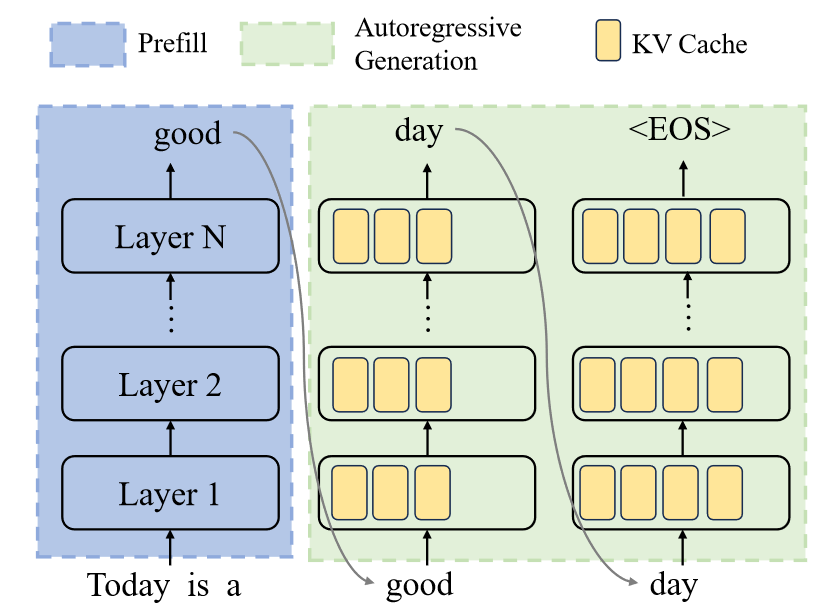 Prefill
Autoregressive
Generation
KV Cache
good
day
<EOS>
Layer N
Layer 2
Layer 1
Today is a
good
day